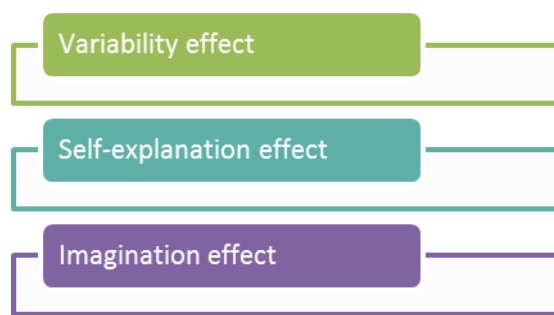 Variability effect
Self-explanation effect
Imagination effect